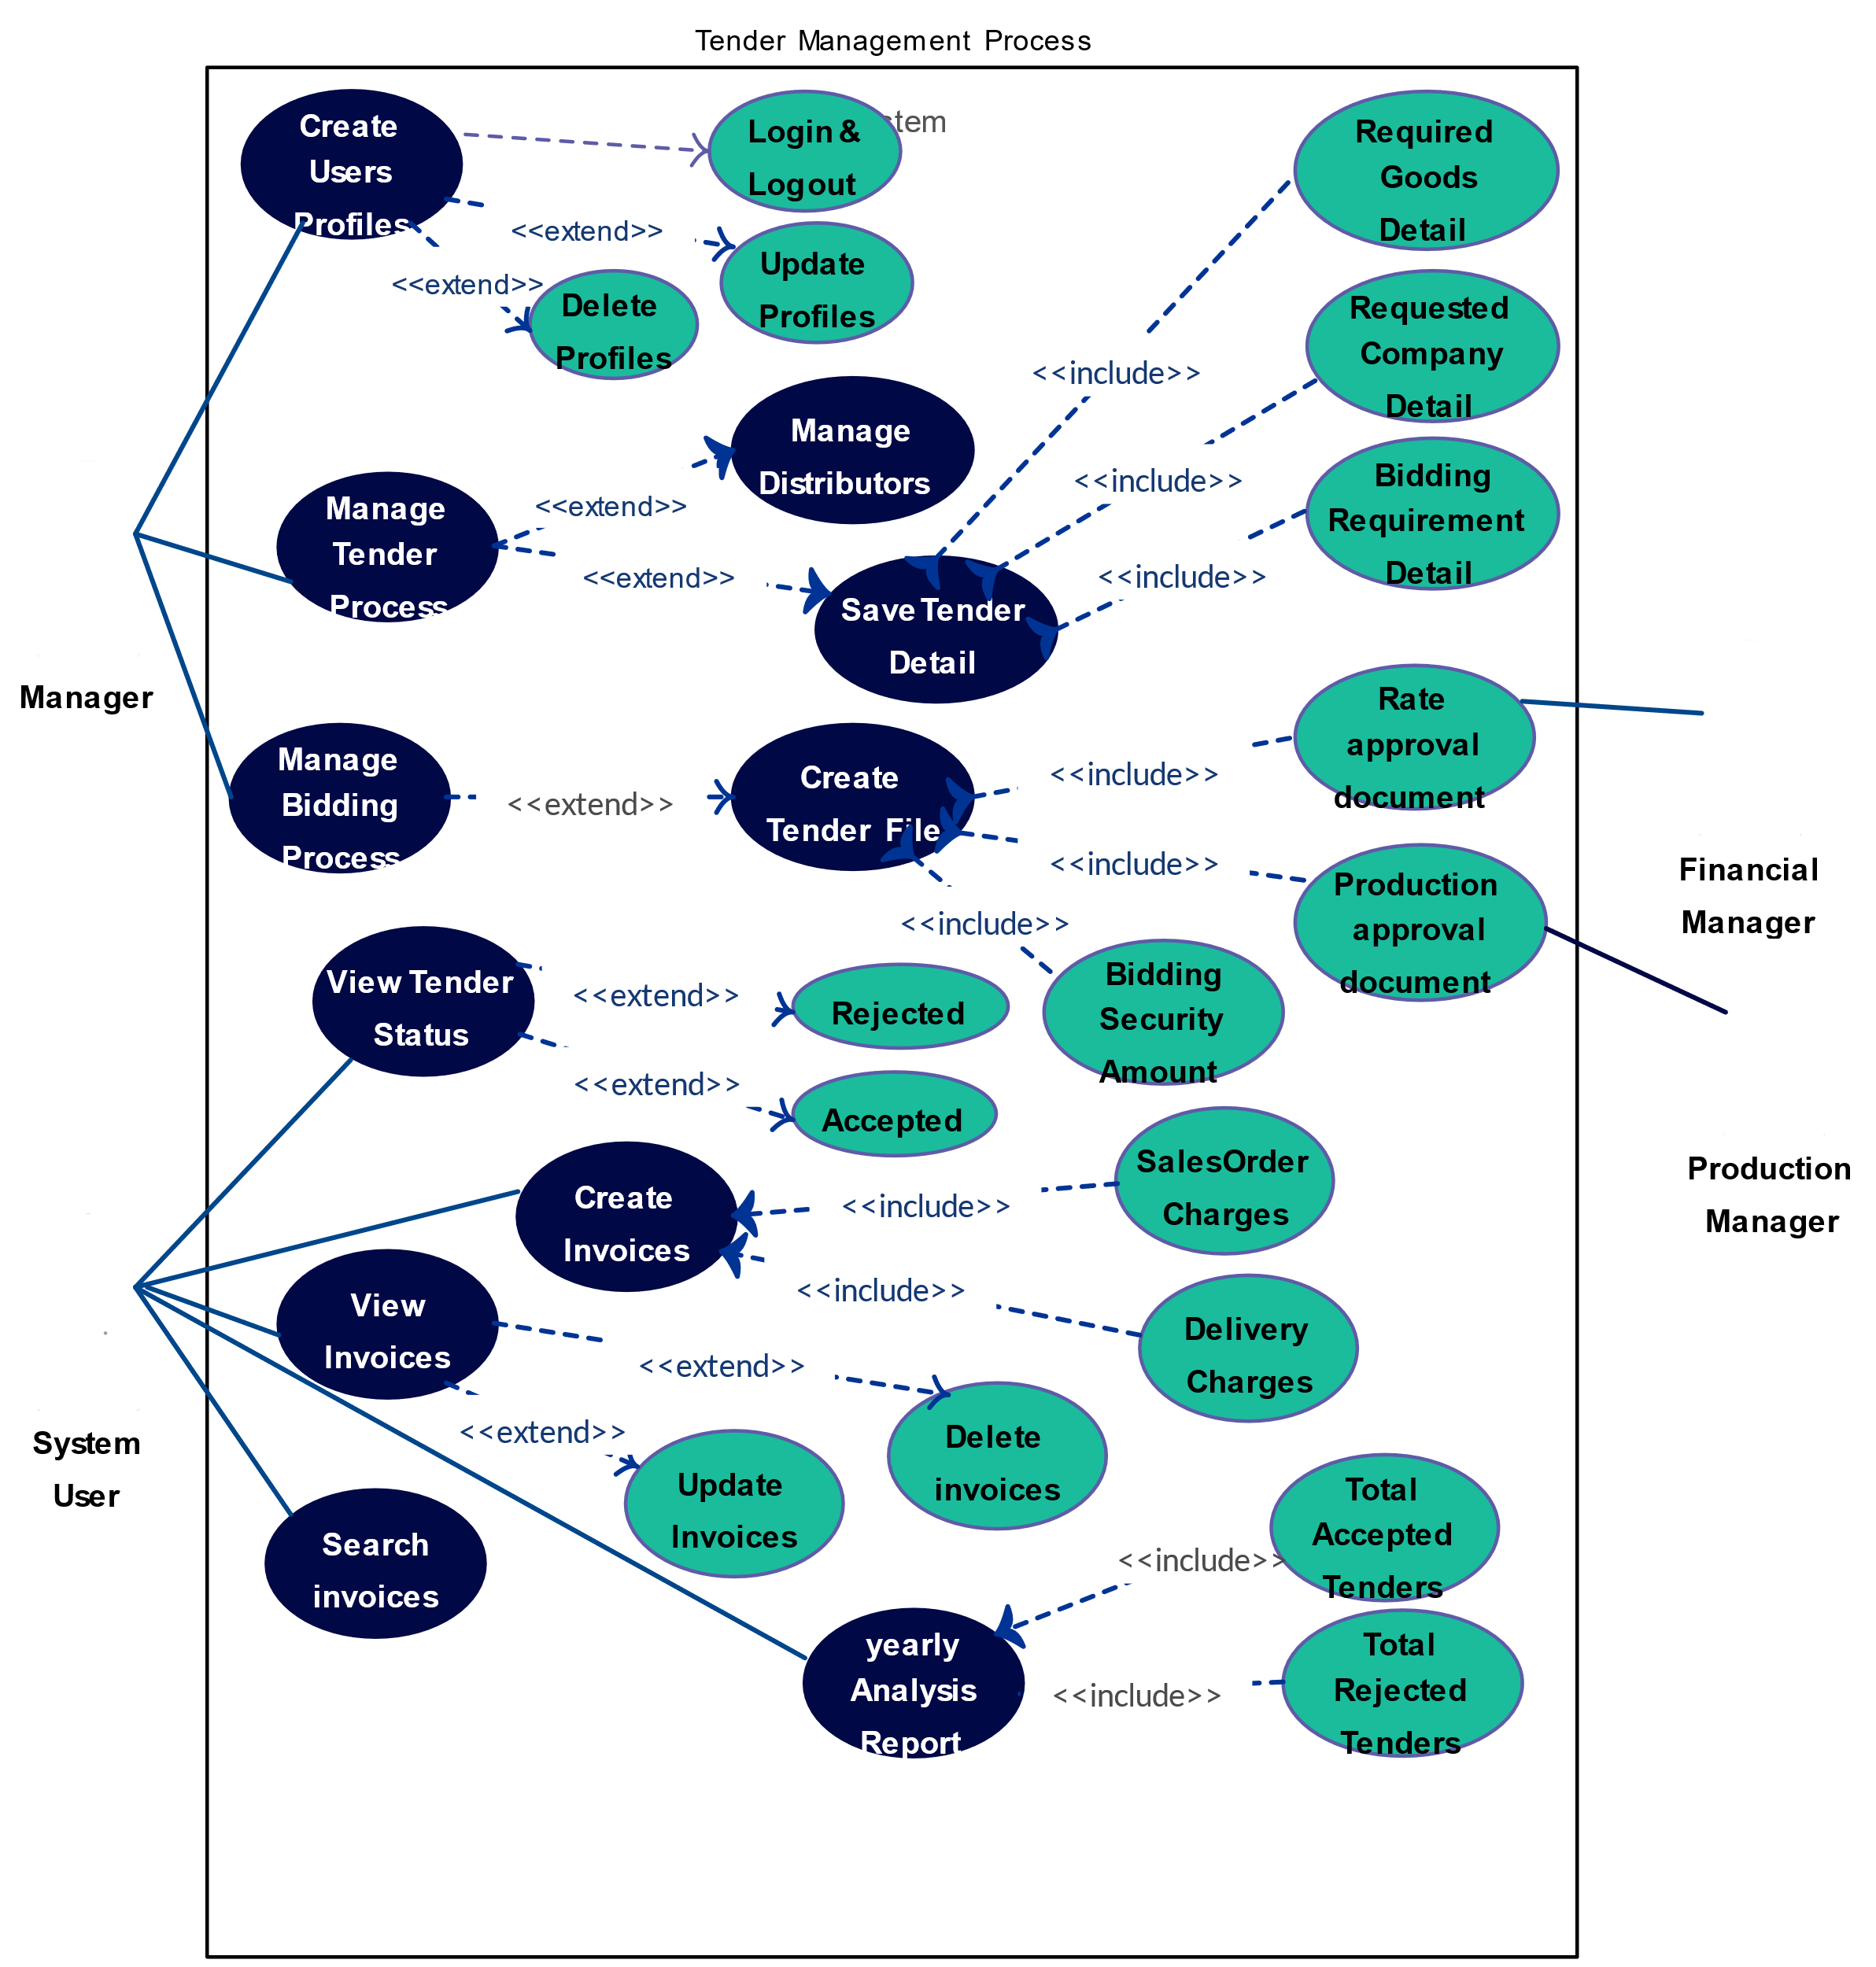 Tender Management Process
Create
Users
Profiles
Login &
Logout
stem
<<extend>>
Update
Profiles
<<extend>>
Delete
Profiles
Required
Goods
Detail
Requested
Company
Detail
<<include>>
Manage
Distributors
<<include>>
Bidding
Requirement
Detail
Manage
Tender
Process
<<extend>>
<<extend>>
<<include>>
Save Tender
Detail
Manager
Manage
Bidding
Process
<<extend>>
Create
Tender File
<<include>>
Rate
approval
document
<<include>>
Production
approval
document
Financial
Manager
<<include>>
Bidding
Security
Amount
View Tender
Status
<<extend>>
Rejected
<<extend>>
Accepted
Create
Invoices
<<include>>
SalesOrder
Charges
Production
Manager
<<include>>
Delivery
Charges
View
Invoices
<<extend>>
Delete
invoices
<<extend>>
Update
Invoices
System
User
Search
invoices
<<include>>
Total
Accepted
Tenders
yearly
Analysis
Report
<<include>>
Total
Rejected
Tenders